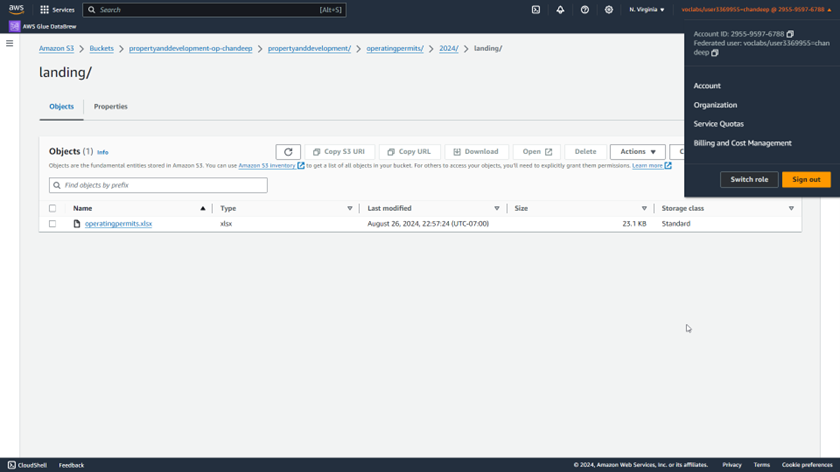 aws Services Search [Alt+S] N. Virginia voclabs/user3369955=chandeep @ 2955-9597-6788
AWS Glue DataBrew
Amazon S3 Buckets propertyanddevelopment-op-chandeep propertyanddevelopment/ operatingpermits/ 2024/ landing/
Account ID: 2955-9597-6788
Federated user: voclabs/user3369955=chan
deep
landing/
Account
Organization
Service Quotas
Billing and Cost Management
Switch role Sign out
Objects Properties
Objects (1) Info
Copy S3 URI Copy URL Download Open Delete Actions C
Objects are the fundamental entities stored in Amazon S3. You can use Amazon S3 inventory to get a list of all objects in your bucket. For others to access your objects, you'll need to explicitly grant them permissions. Learn more
Find objects by prefix
Name Type Last modified Size Storage class
operatingpermits.xlsx xlsx August 26, 2024, 22:57:24 (UTC-07:00) 23.1 KB Standard
CloudShell Feedback © 2024, Amazon Web Services, Inc. or its affiliates. Privacy Terms Cookie preferences